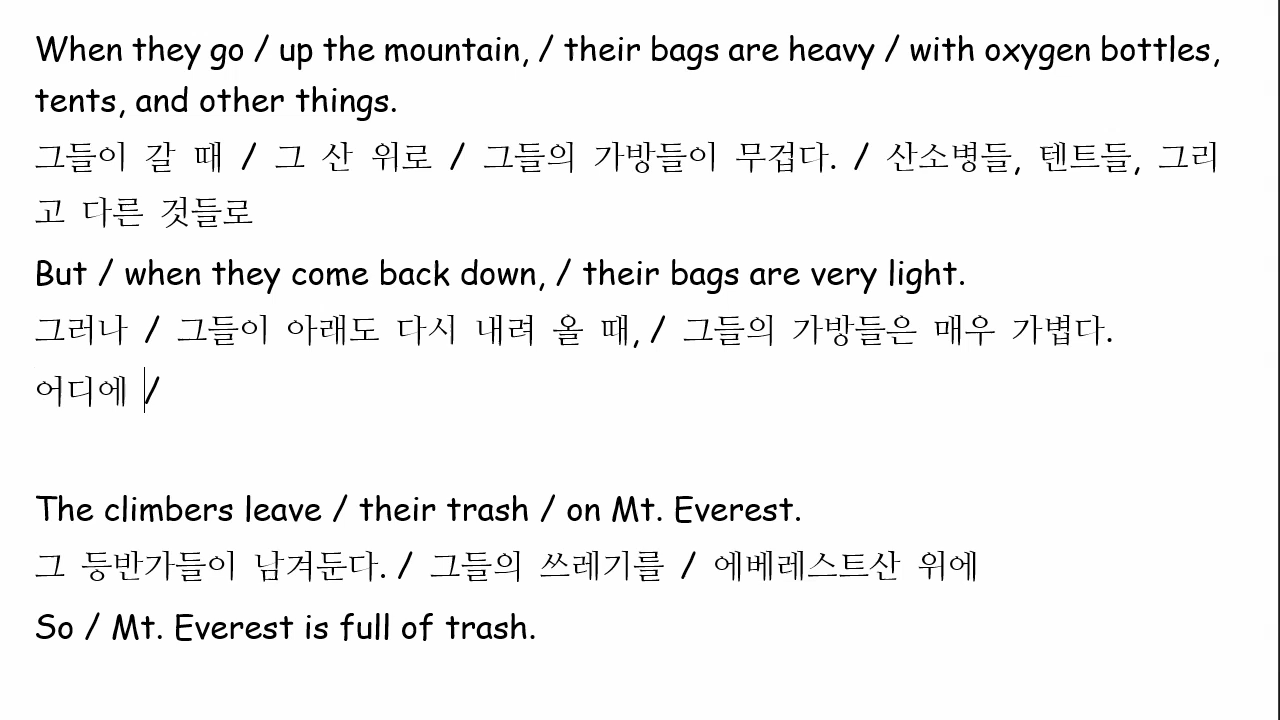 When they go / up the mountain, / their bags are heavy / with oxygen bottles,
tents, and other things.
그들이 갈 때 / 그 산 위로 / 그들의 가방들이 무겁다. / 산소병들, 텐트들, 그리
고 다른 것들로
But / when they come back down, / their bags are very light.
그러나 / 그들이 아래도 다시 내려 올 때, / 그들의 가방들은 매우 가볍다.
어디에 /
The climbers leave / their trash / on Mt. Everest.
그 등반가들이 남겨둔다. / 그들의 쓰레기를 / 에베레스트산 위에
So / Mt. Everest is full of trash.